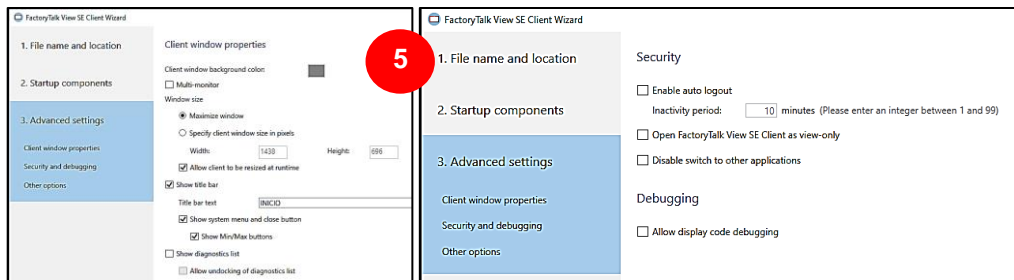 FactoryTalk View SE Client Wizard
1. File name and location
2. Startup components
3. Advanced settings
Client window properties
Security and debugging
Other options
Client window properties
Client window background color:
Multi-monitor
Window size
Maximize window
Specify client window size in pixels
Width: 1438 Height: 696
Allow client to be resized at runtime
Show title bar
Title bar text INICIO
Show system menu and close button
Show Min/Max buttons
Show diagnostics list
Allow undocking of diagnostics list
5
FactoryTalk View SE Client Wizard
1. File name and location
2. Startup components
3. Advanced settings
Client window properties
Security and debugging
Other options
Security
Enable auto logout
Inactivity period: 10 minutes (Please enter an integer between 1 and 99)
Open FactoryTalk View SE Client as view-only
Disable switch to other applications
Debugging
Allow display code debugging